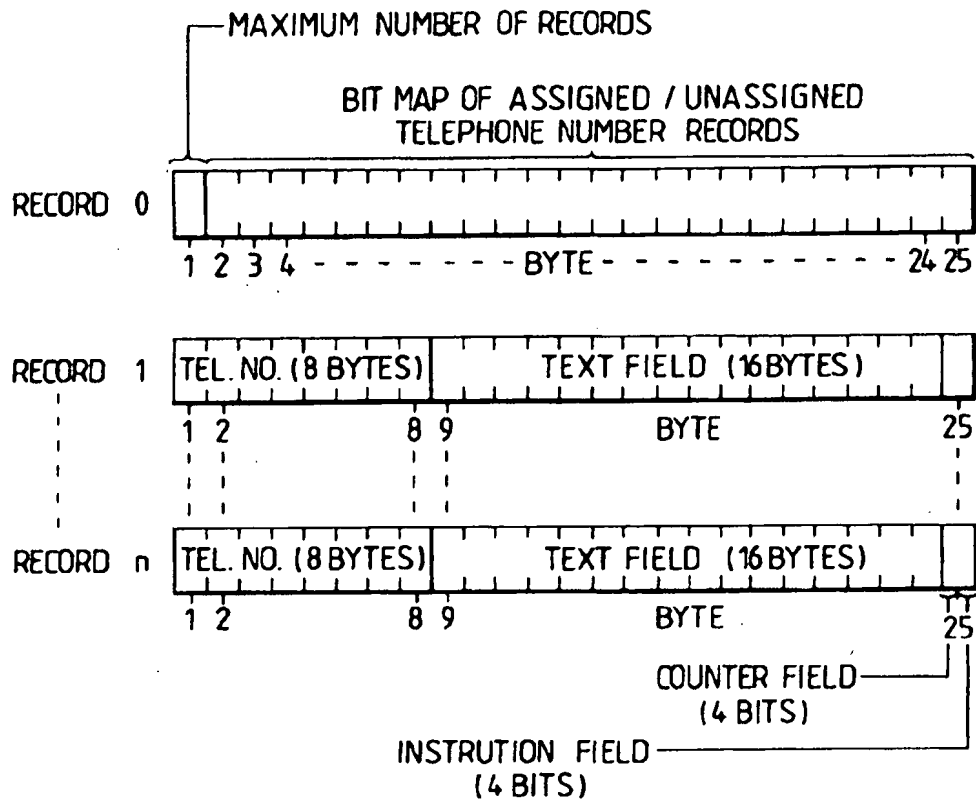 MAXIMUM NUMBER OF RECORDS
BIT MAP OF ASSIGNED / UNASSIGNED
TELEPHONE NUMBER RECORDS
RECORD 0
1 2 3 4 - - - - - - - BYTE - - - - - - - - - - 24 25
RECORD 1 TEL. NO. (8 BYTES) TEXT FIELD (16 BYTES)
1 2 8 9 BYTE 25
RECORD n TEL. NO. (8 BYTES) TEXT FIELD (16 BYTES)
1 2 8 9 BYTE 25
COUNTER FIELD
(4 BITS)
INSTRUTION FIELD
(4 BITS)